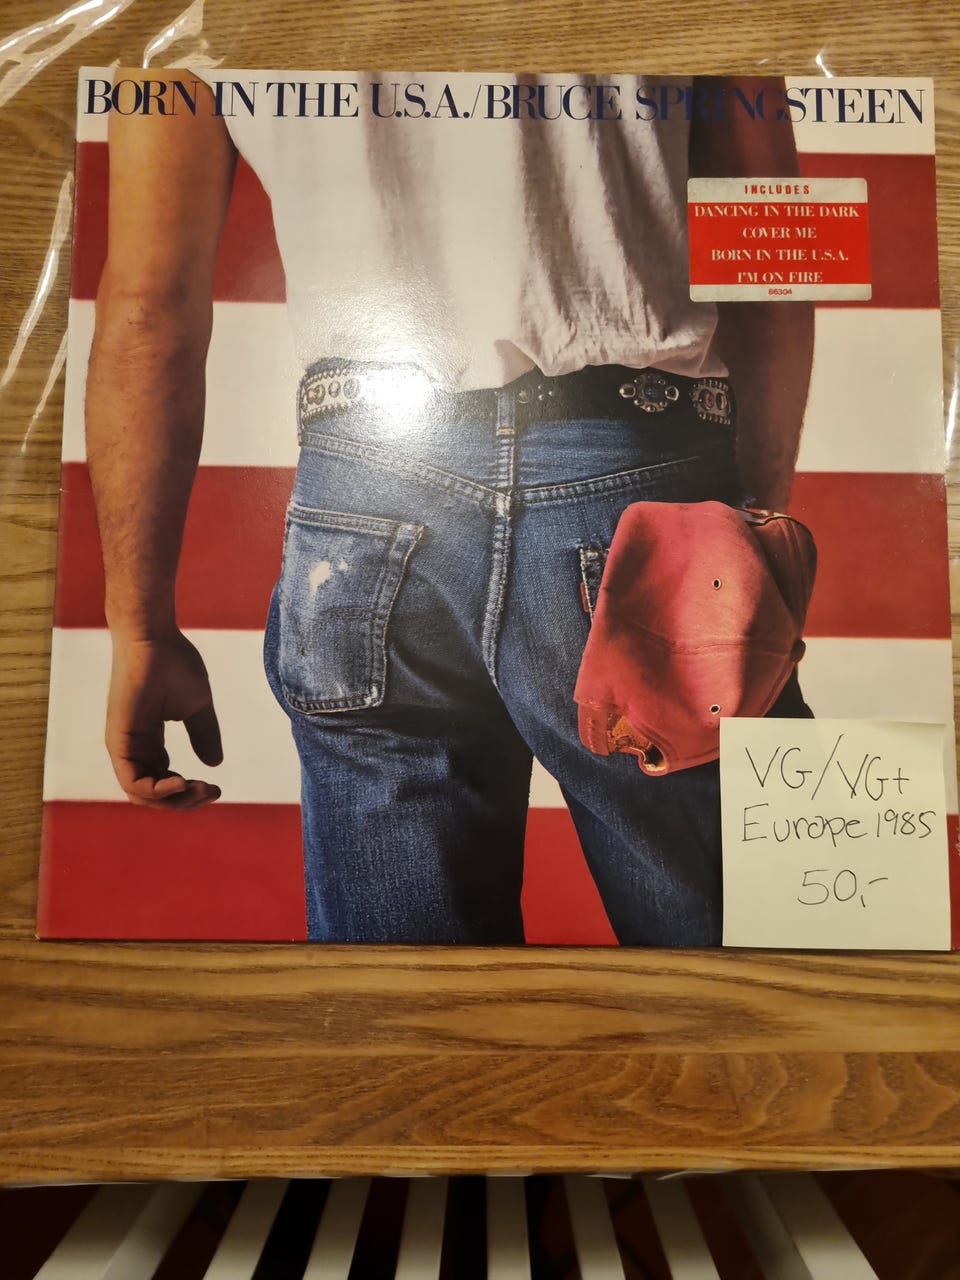 BORN IN THE U.S.A./BRUCE SPRINGSTEEN
INCLUDES
DANCING IN THE DARK
COVER ME
BORN IN THE U.S.A.
I'M ON FIRE
86304
VG/VG+
Europe 1985
50,-